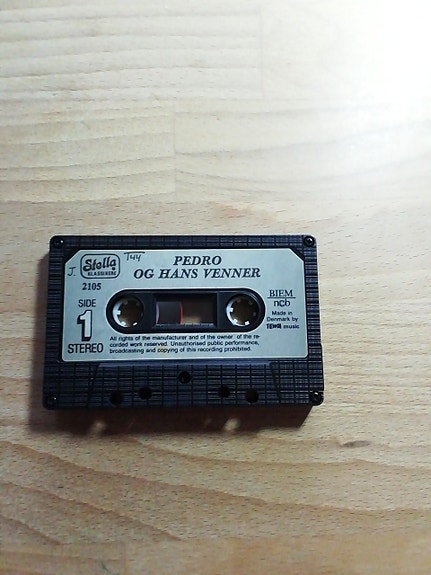 J.
Stella
KLASSIKERE
T44
PEDRO
OG HANS VENNER
2105
SIDE
1
STEREO
BIEM
ncb
Made in
Denmark by
music
All rights of the manufacturer and of the owner of the re-
corded work reserved. Unauthorised public performance,
broadcasting and copying of this recording prohibited.